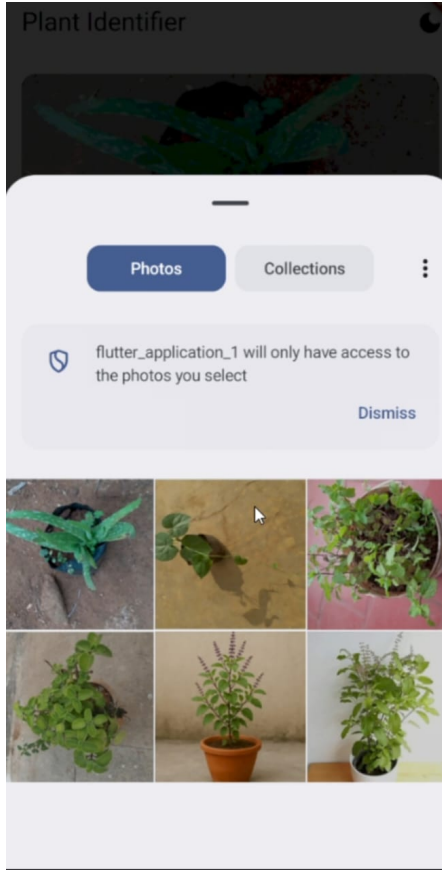 Plant Identifier
Photos
Collections
flutter_application_1 will only have access to
the photos you select
Dismiss